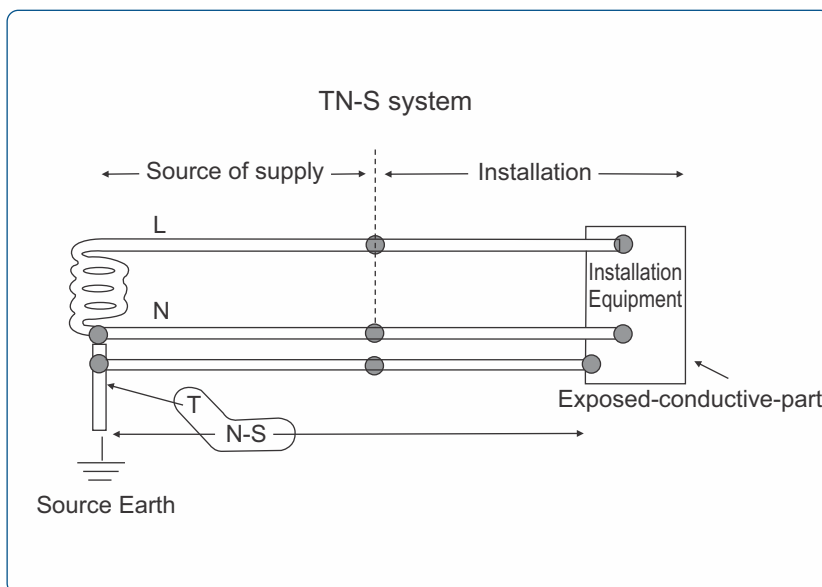 TN-S system
Source of supply
Installation
L
Installation
Equipment
N
Exposed-conductive-part
T
N-S
Source Earth